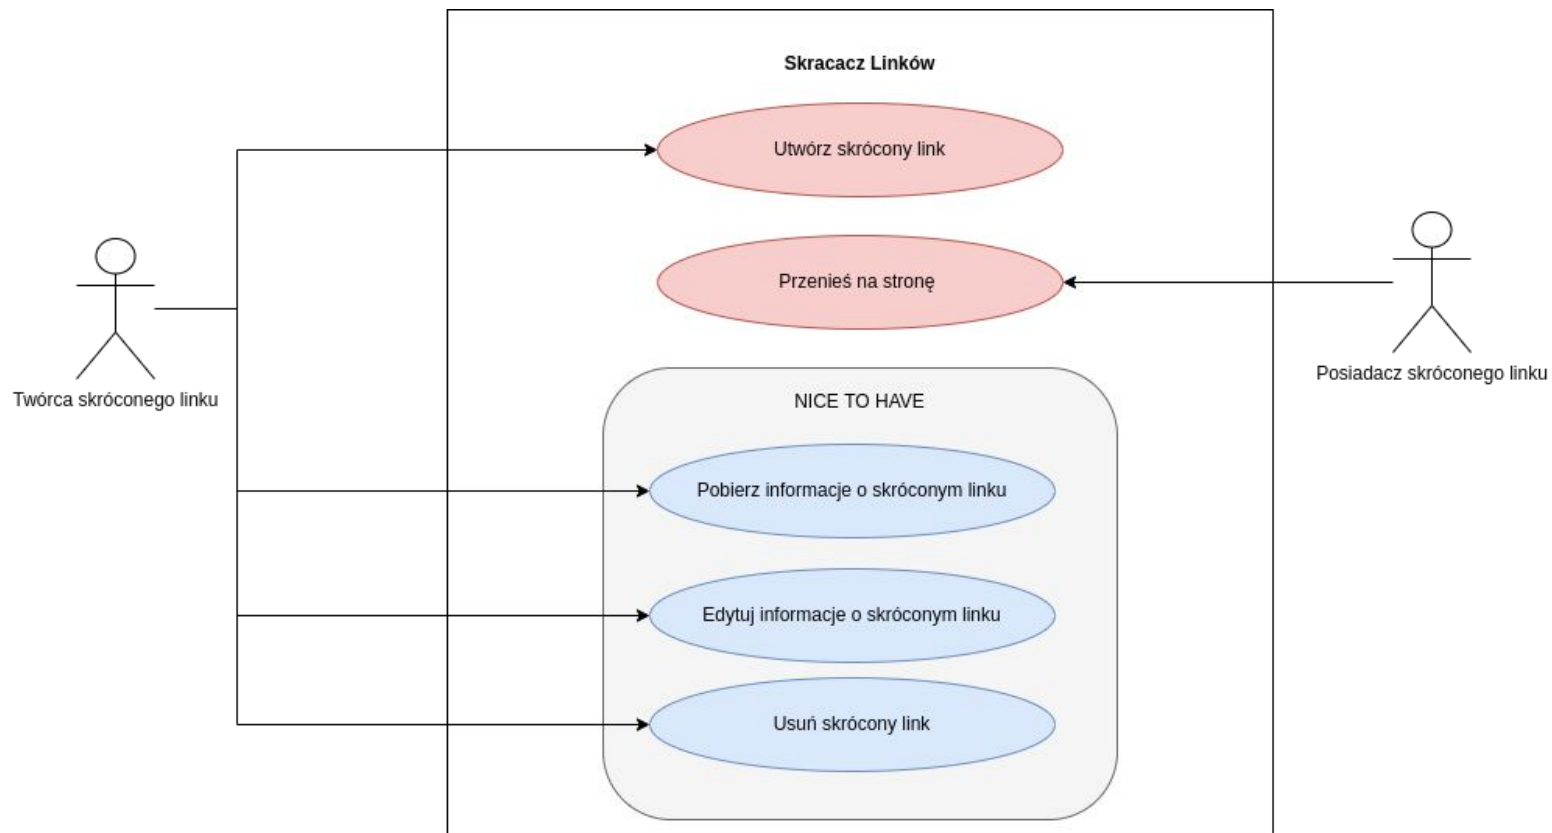 Skracacz Linków
Utwórz skrócony link
Przenieś na stronę
Twórca skróconego linku
Posiadacz skróconego linku
NICE TO HAVE
Pobierz informacje o skróconym linku
Edytuj informacje o skróconym linku
Usuń skrócony link